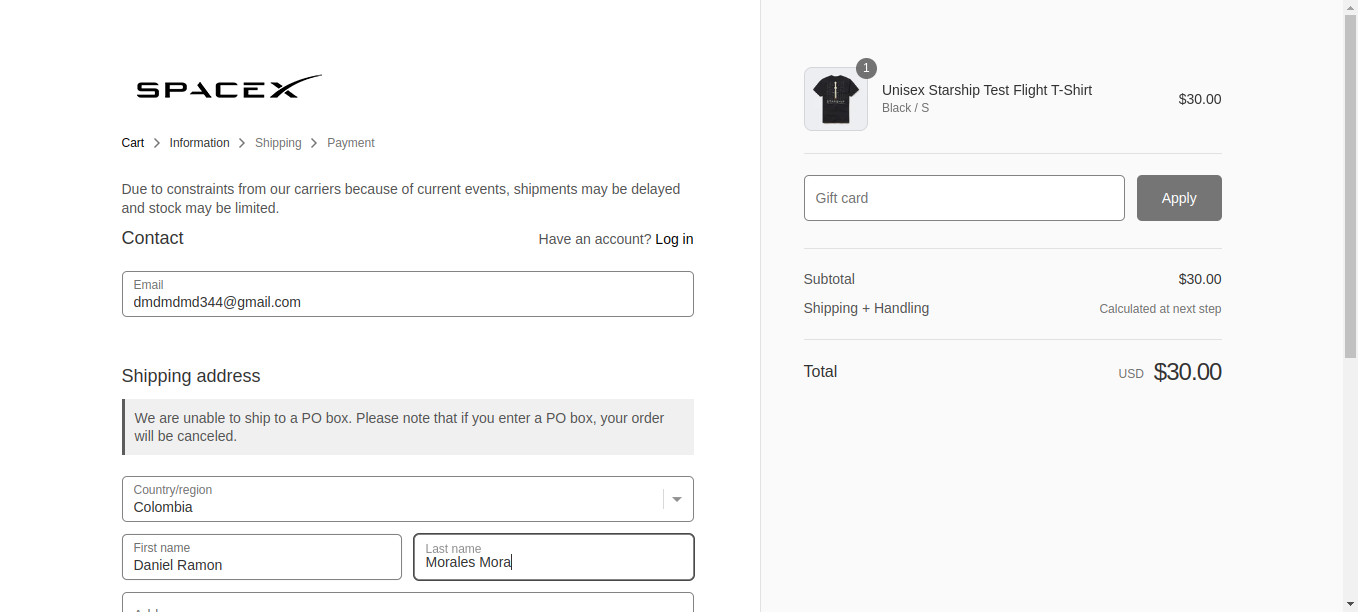 SPACEX
Cart > Information > Shipping > Payment
Due to constraints from our carriers because of current events, shipments may be delayed
and stock may be limited.
Contact
Have an account? Log in
Email
dmdmdmd344@gmail.com
Shipping address
We are unable to ship to a PO box. Please note that if you enter a PO box, your order
will be canceled.
Country/region
Colombia
First name
Daniel Ramon
Last name
Morales Mora
1
Unisex Starship Test Flight T-Shirt
Black / S
$30.00
Gift card
Apply
Subtotal
$30.00
Shipping + Handling
Calculated at next step
Total
USD $30.00